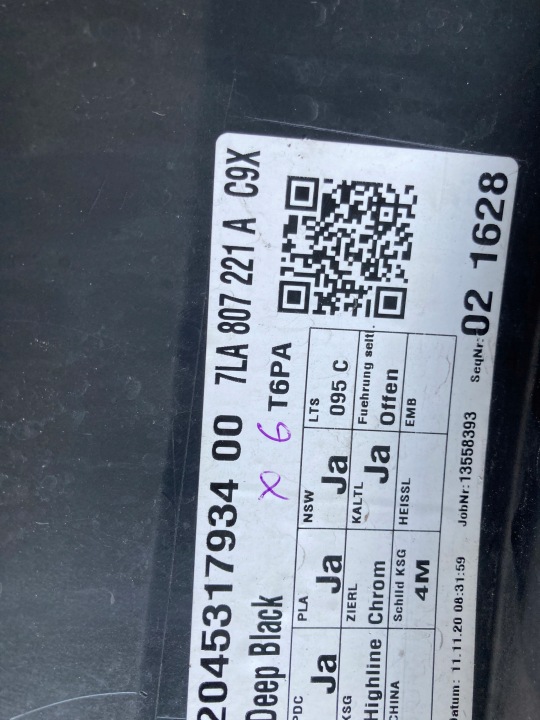 2045317934 00 7LA 807 221 A C9X
Deep Black X 6 T6PA
PDC PLA NSW LTS
Ja Ja Ja 095 C
KSG ZIERL KALTL Fuehrung seitl.
Highline Chrom Ja Offen
CHINA Schild KSG HEISSL EMB
4M
atum: 11.11.20 08:31:59 JobNr:13558393 SeqNr:02 1628